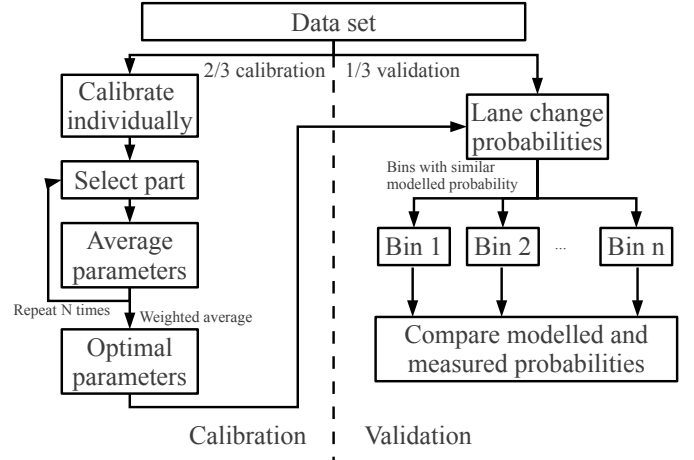 Data set
2/3 calibration
1/3 validation
Calibrate
individually
Select part
Average
parameters
Repeat N times
Weighted average
Optimal
parameters
Calibration
Lane change
probabilities
Bins with similar
modelled probability
Bin 1
Bin 2
...
Bin n
Compare modelled and
measured probabilities
Validation